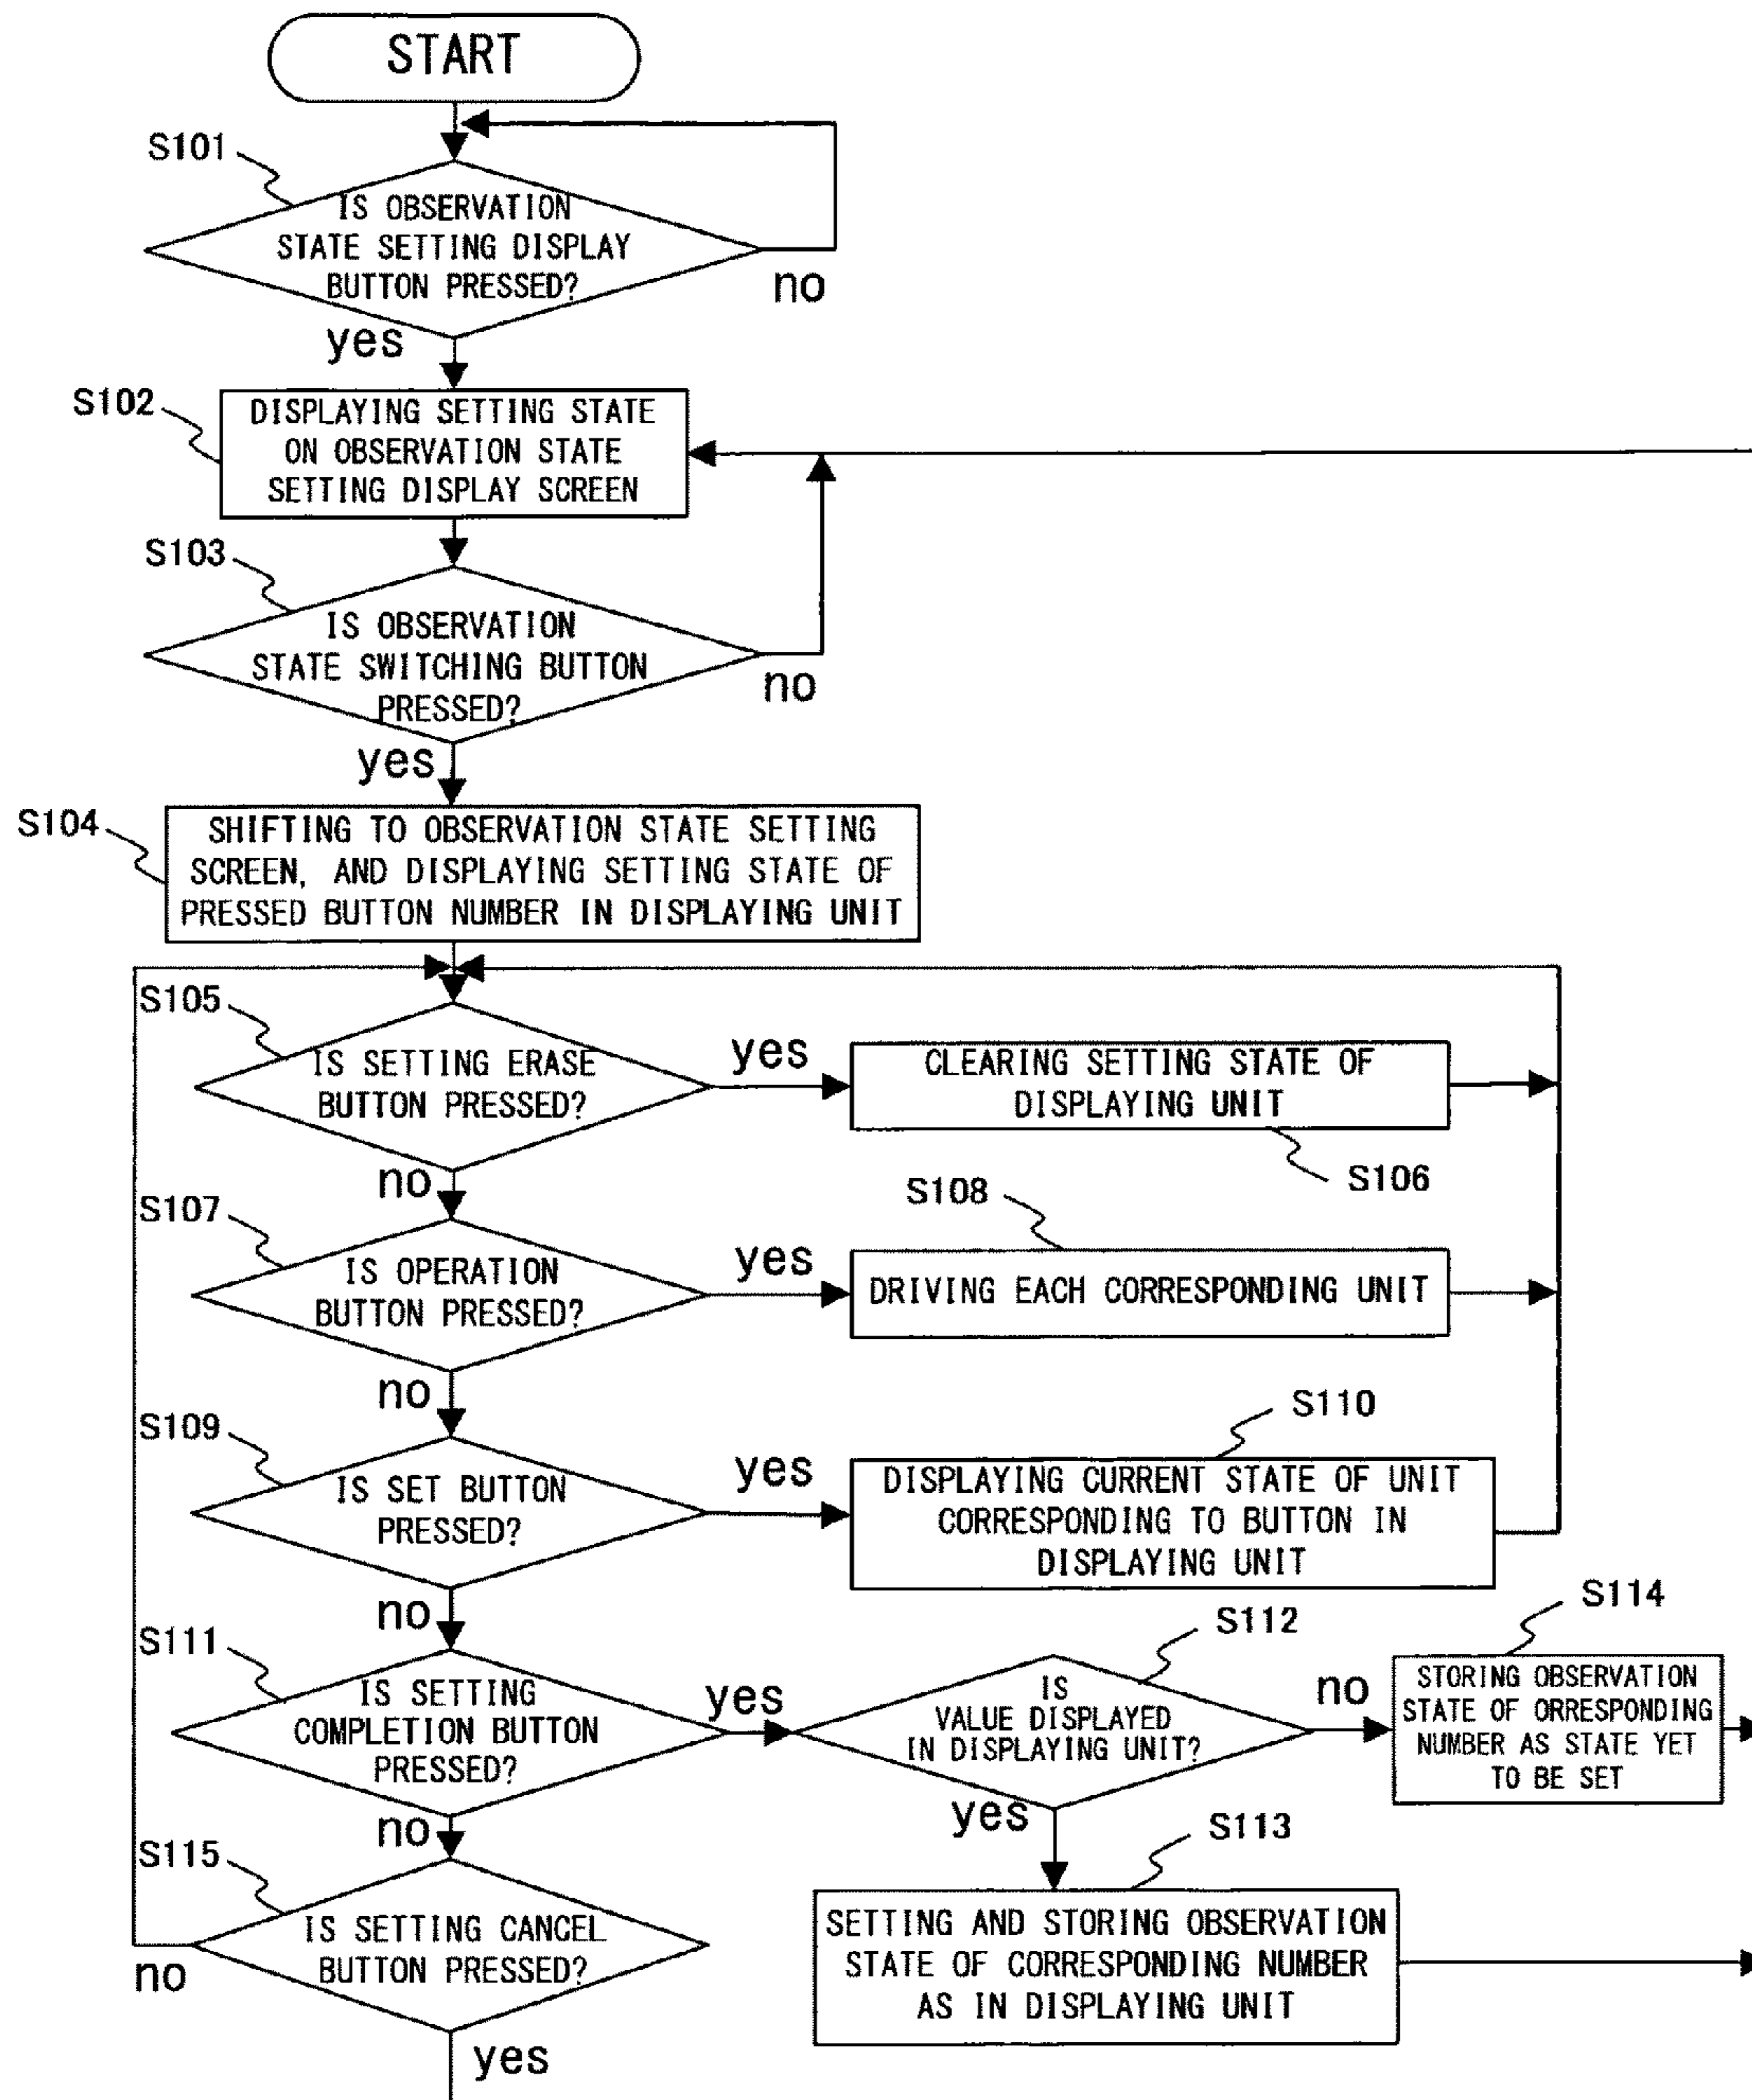 START
S101
IS OBSERVATION
STATE SETTING DISPLAY
BUTTON PRESSED?
no
yes
S102
DISPLAYING SETTING STATE
ON OBSERVATION STATE
SETTING DISPLAY SCREEN
S103
IS OBSERVATION
STATE SWITCHING BUTTON
PRESSED?
no
yes
S104
SHIFTING TO OBSERVATION STATE SETTING
SCREEN, AND DISPLAYING SETTING STATE OF
PRESSED BUTTON NUMBER IN DISPLAYING UNIT
S105
IS SETTING ERASE
BUTTON PRESSED?
yes
CLEARING SETTING STATE OF
DISPLAYING UNIT
S106
no
S107
IS OPERATION
BUTTON PRESSED?
yes
S108
DRIVING EACH CORRESPONDING UNIT
no
S109
IS SET BUTTON
PRESSED?
yes
S110
DISPLAYING CURRENT STATE OF UNIT
CORRESPONDING TO BUTTON IN
DISPLAYING UNIT
no
S111
IS SETTING
COMPLETION BUTTON
PRESSED?
yes
S112
IS
VALUE DISPLAYED
IN DISPLAYING UNIT?
no
S114
STORING OBSERVATION
STATE OF ORRESPONDING
NUMBER AS STATE YET
TO BE SET
yes
S113
SETTING AND STORING OBSERVATION
STATE OF CORRESPONDING NUMBER
AS IN DISPLAYING UNIT
no
S115
IS SETTING CANCEL
BUTTON PRESSED?
no
yes